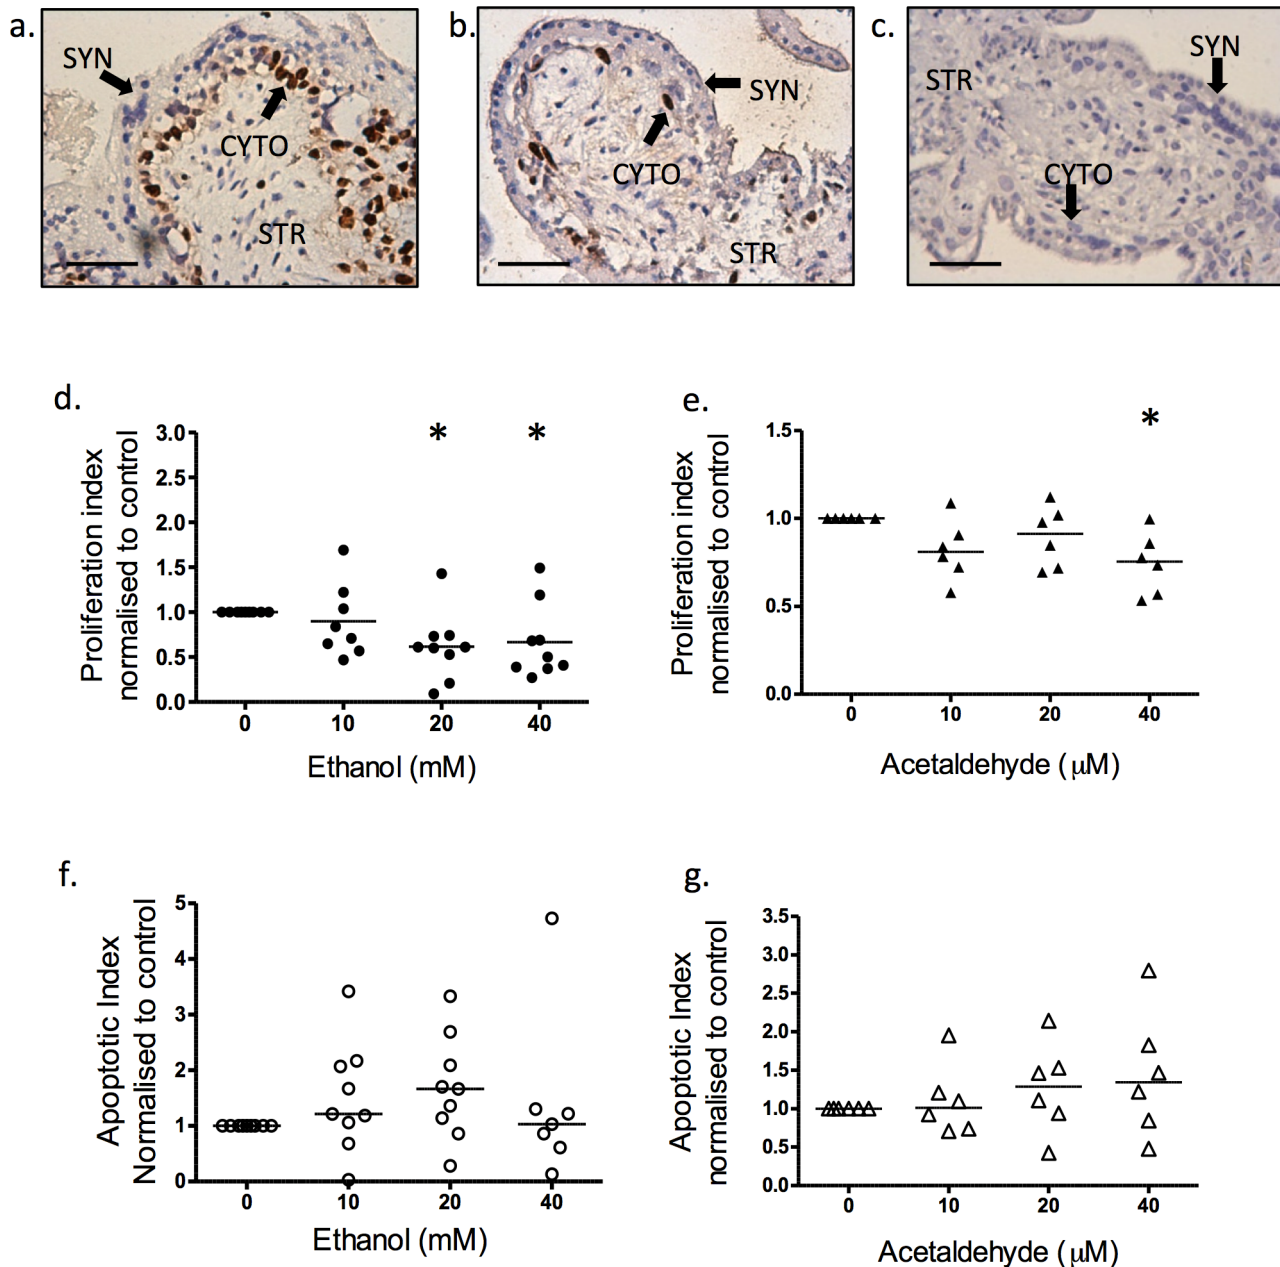 a.
SYN
CYTO
STR
b.
SYN
CYTO
STR
c.
SYN
STR
CYTO
d.
Proliferation index
normalised to control
3.0
2.5
2.0
1.5
1.0
0.5
0.0
* *
0 10 20 40
Ethanol (mM)
e.
Proliferation index
normalised to control
1.5
1.0
0.5
0.0
*
0 10 20 40
Acetaldehyde (μM)
f.
Apoptotic Index
Normalised to control
5
4
3
2
1
0
0 10 20 40
Ethanol (mM)
g.
Apoptotic Index
normalised to control
3.5
3.0
2.5
2.0
1.5
1.0
0.5
0.0
0 10 20 40
Acetaldehyde (μM)